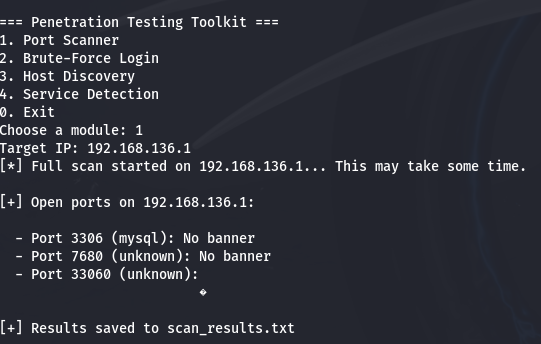 === Penetration Testing Toolkit ===
1. Port Scanner
2. Brute-Force Login
3. Host Discovery
4. Service Detection
0. Exit
Choose a module: 1
Target IP: 192.168.136.1
[*] Full scan started on 192.168.136.1... This may take some time.
[+] Open ports on 192.168.136.1:
- Port 3306 (mysql): No banner
- Port 7680 (unknown): No banner
- Port 33060 (unknown):
�
[+] Results saved to scan_results.txt